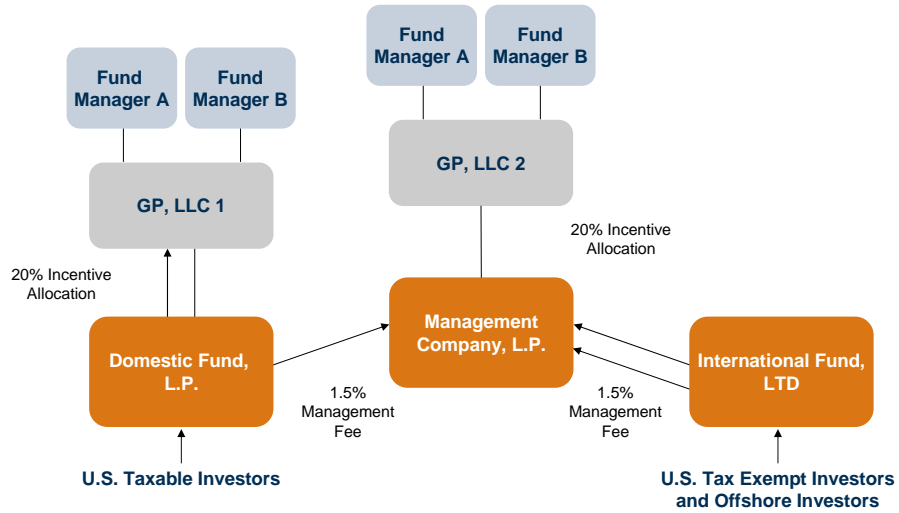 Fund
Manager A
Fund
Manager B
Fund
Manager A
Fund
Manager B
GP, LLC 1
GP, LLC 2
20% Incentive
Allocation
20% Incentive
Allocation
Domestic Fund,
L.P.
Management
Company, L.P.
International Fund,
LTD
1.5%
Management
Fee
1.5%
Management
Fee
U.S. Taxable Investors
U.S. Tax Exempt Investors
and Offshore Investors